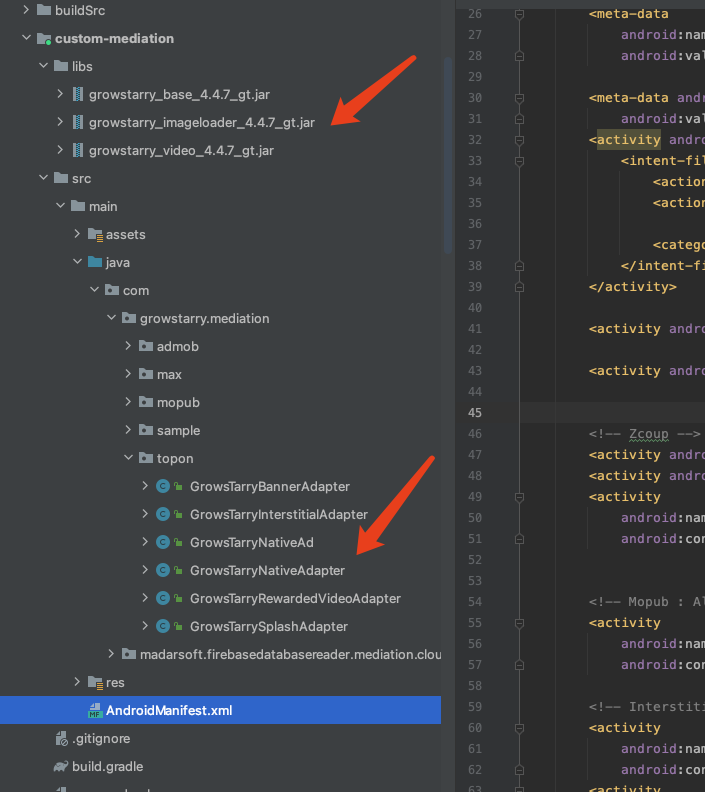 buildSrc
custom-mediation
libs
growstarry_base_4.4.7_gt.jar
growstarry_imageloader_4.4.7_gt.jar
growstarry_video_4.4.7_gt.jar
src
main
assets
java
com
growstarry.mediation
admob
max
mopub
sample
topon
GrowsTarryBannerAdapter
GrowsTarryInterstitialAdapter
GrowsTarryNativeAd
GrowsTarryNativeAdapter
GrowsTarryRewardedVideoAdapter
GrowsTarrySplashAdapter
madarsoft.firebasedatabasereader.mediation.clou
res
AndroidManifest.xml
.gitignore
build.gradle
26 <meta-data
27 android:nam
28 android:val
29
30 <meta-data andr
31 android:val
32 <activity andro
33 <intent-fil
34 <action
35 <action
36
37 <catego
38 </intent-fi
39 </activity>
40
41 <activity andro
42
43 <activity andro
44
45
46 <!-- Zcoup -->
47 <activity andro
48 <activity andro
49 <activity
50 android:nam
51 android:con
52
53
54 <!-- Mopub : Al
55 <activity
56 android:nam
57 android:con
58
59 <!-- Interstiti
60 <activity
61 android:nam
62 android:con
63 <activity